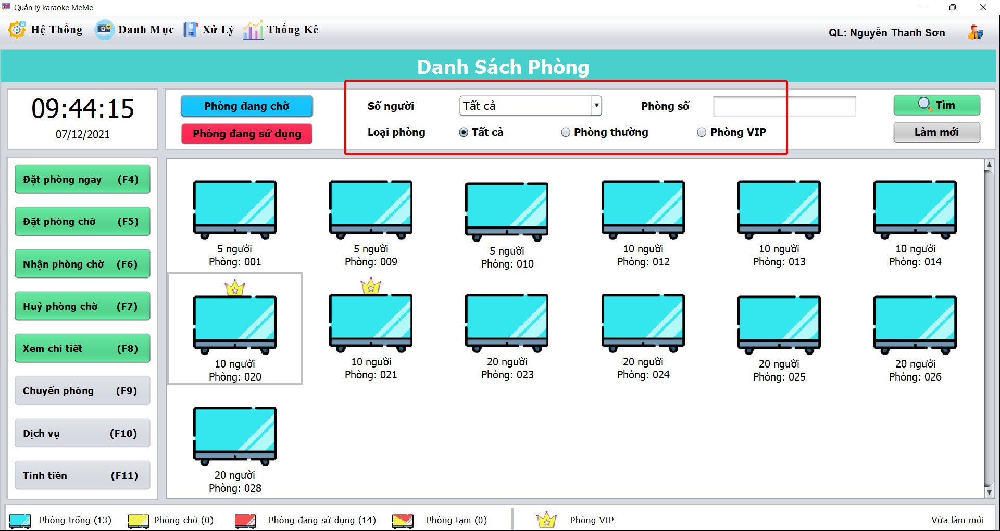 Quản lý karaoke MeMe
Hệ Thống Danh Mục Xử Lý Thống Kê
QL: Nguyễn Thanh Sơn
Danh Sách Phòng
09:44:15
07/12/2021
Phòng đang chờ
Phòng đang sử dụng
Số người Tất cả Phòng số
Loại phòng Tất cả Phòng thường Phòng VIP
Tìm
Làm mới
Đặt phòng ngay (F4)
Đặt phòng chờ (F5)
Nhận phòng chờ (F6)
Huỷ phòng chờ (F7)
Xem chi tiết (F8)
Chuyển phòng (F9)
Dịch vụ (F10)
Tính tiền (F11)
5 người
Phòng: 001
5 người
Phòng: 009
5 người
Phòng: 010
10 người
Phòng: 012
10 người
Phòng: 013
10 người
Phòng: 014
10 người
Phòng: 020
10 người
Phòng: 021
20 người
Phòng: 023
20 người
Phòng: 024
20 người
Phòng: 025
20 người
Phòng: 026
20 người
Phòng: 028
Phòng trống (13) Phòng chờ (0) Phòng đang sử dụng (14) Phòng tạm (0) Phòng VIP Vừa làm mới